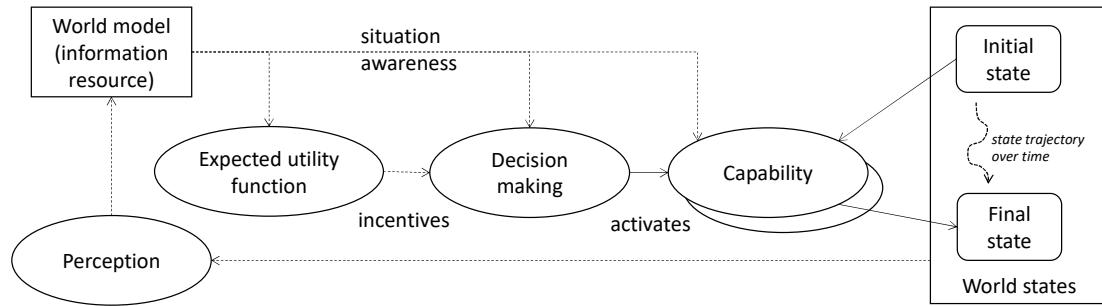 World model
(information
resource)
situation
awareness
Initial
state
state trajectory
over time
Expected utility
function
Decision
making
Capability
incentives
activates
Final
state
Perception
World states